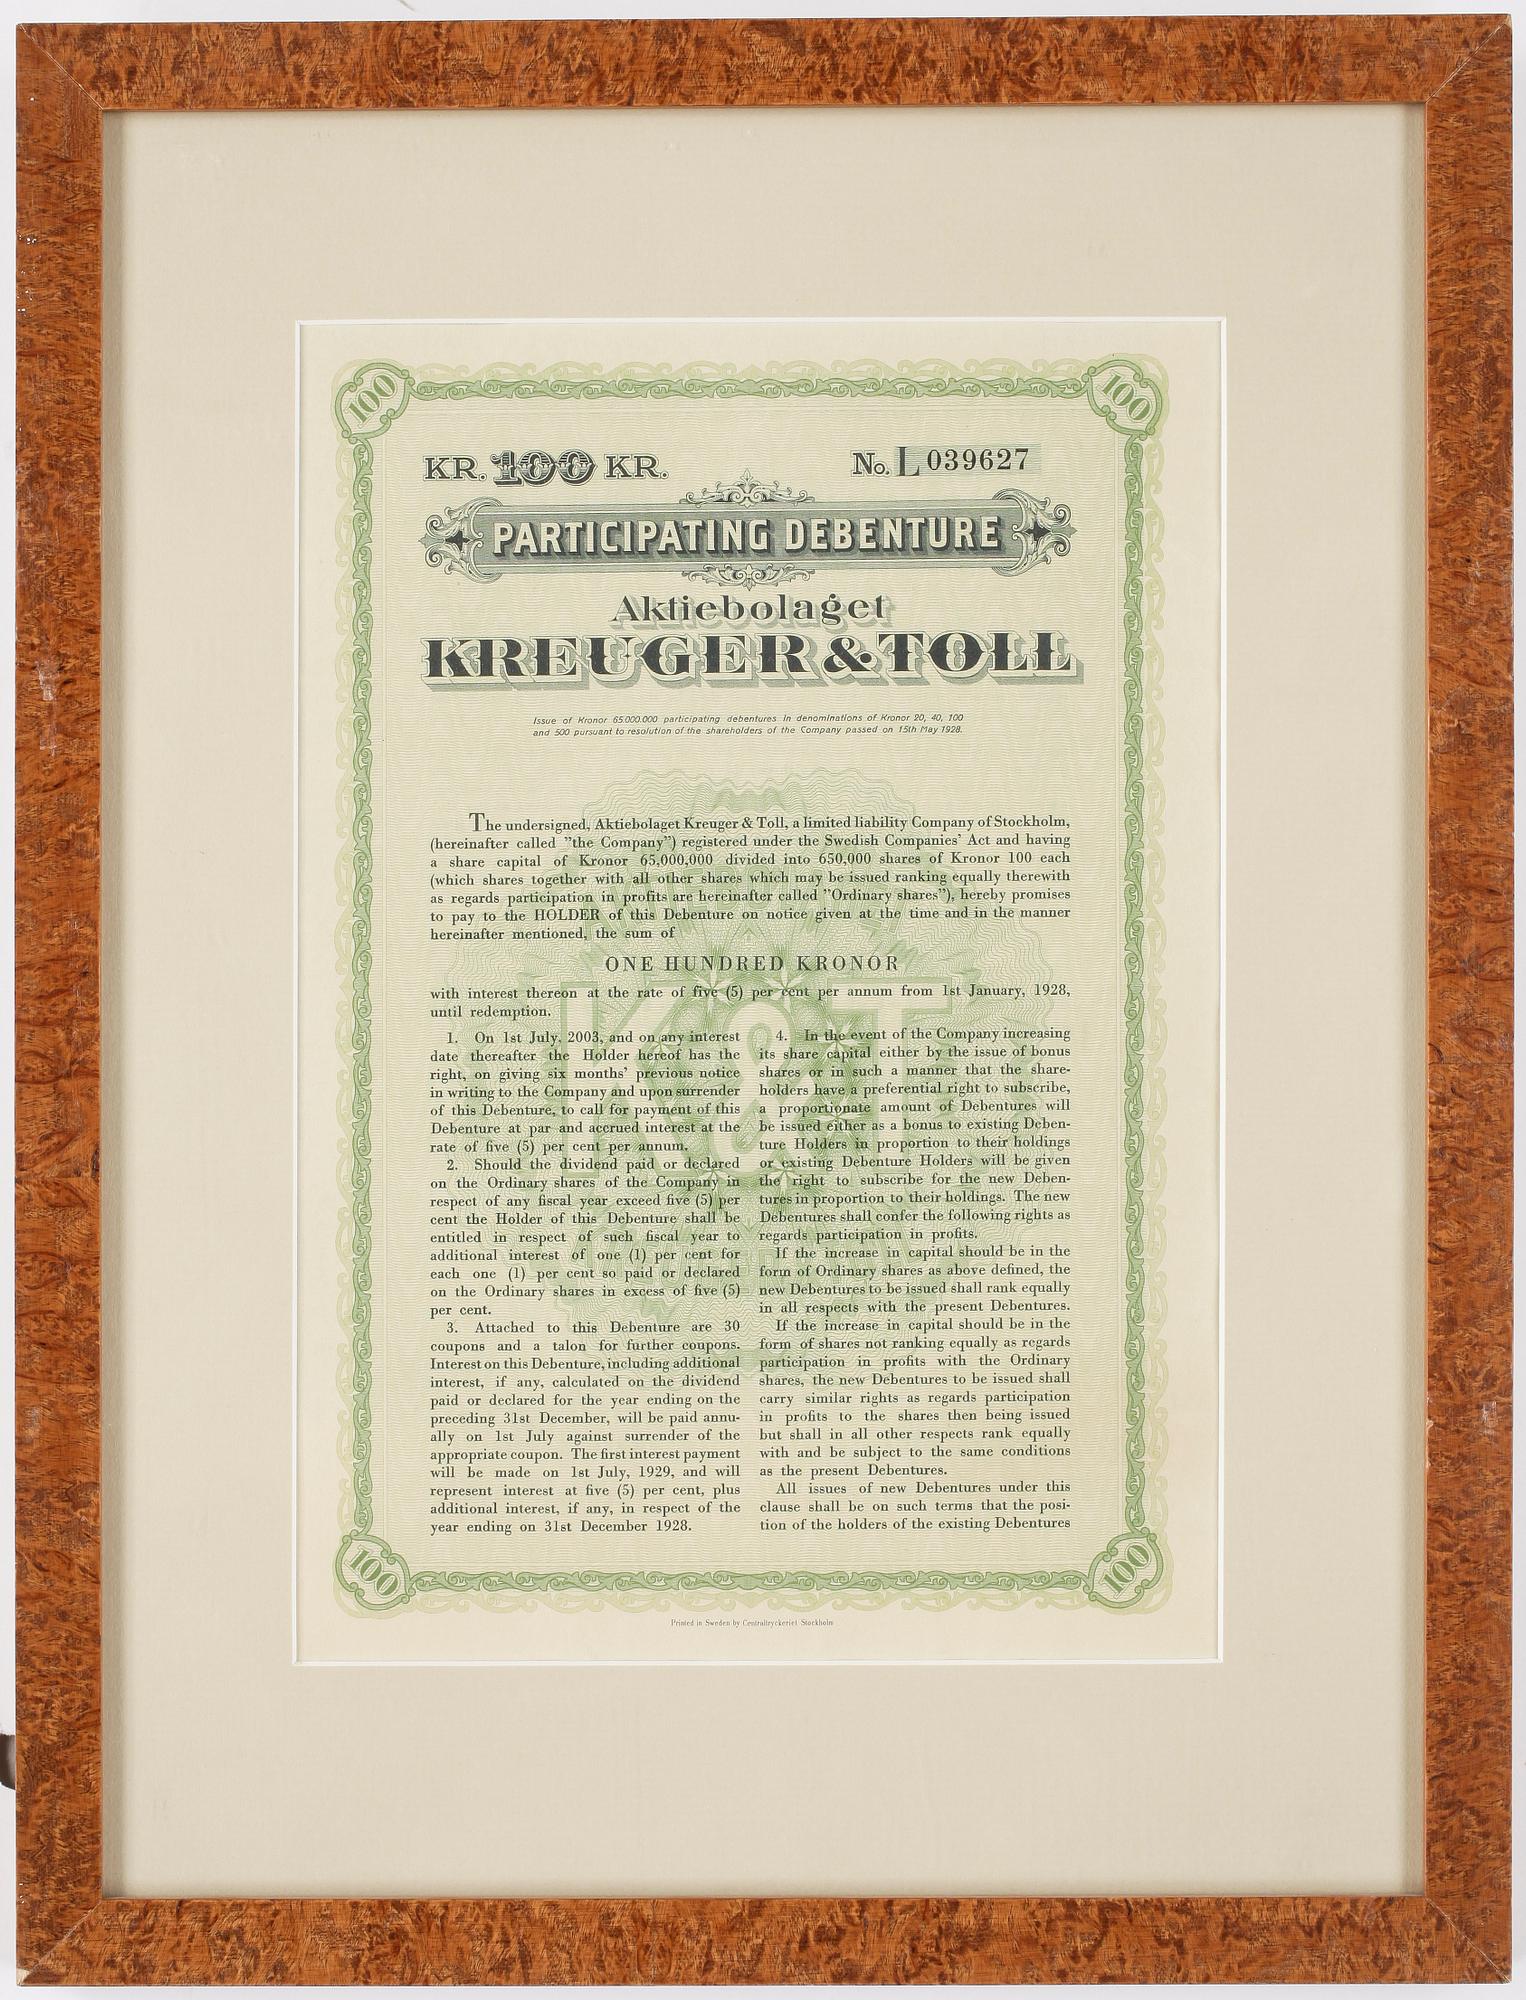 100
100
KR. 100 KR.
No. L 039627
PARTICIPATING DEBENTURE
Aktiebolaget
KREUGER & TOLL
Issue of Kronor 65.000.000 participating debentures in denominations of Kronor 20, 40, 100
and 500 pursuant to resolution of the shareholders of the Company passed on 15th May 1928.
The undersigned, Aktiebolaget Kreuger & Toll, a limited liability Company of Stockholm,
(hereinafter called "the Company") registered under the Swedish Companies' Act and having
a share capital of Kronor 65,000,000 divided into 650,000 shares of Kronor 100 each
(which shares together with all other shares which may be issued ranking equally therewith
as regards participation in profits are hereinafter called "Ordinary shares"), hereby promises
to pay to the HOLDER of this Debenture on notice given at the time and in the manner
hereinafter mentioned, the sum of
ONE HUNDRED KRONOR
with interest thereon at the rate of five (5) per cent per annum from 1st January, 1928,
until redemption.
K&T
1. On 1st July, 2003, and on any interest
date thereafter the Holder hereof has the
right, on giving six months' previous notice
in writing to the Company and upon surrender
of this Debenture, to call for payment of this
Debenture at par and accrued interest at the
rate of five (5) per cent per annum.
2. Should the dividend paid or declared
on the Ordinary shares of the Company in
respect of any fiscal year exceed five (5) per
cent the Holder of this Debenture shall be
entitled in respect of such fiscal year to
additional interest of one (1) per cent for
each one (1) per cent so paid or declared
on the Ordinary shares in excess of five (5)
per cent.
3. Attached to this Debenture are 30
coupons and a talon for further coupons.
Interest on this Debenture, including additional
interest, if any, calculated on the dividend
paid or declared for the year ending on the
preceding 31st December, will be paid annu-
ally on 1st July against surrender of the
appropriate coupon. The first interest payment
will be made on 1st July, 1929, and will
represent interest at five (5) per cent, plus
additional interest, if any, in respect of the
year ending on 31st December 1928.
4. In the event of the Company increasing
its share capital either by the issue of bonus
shares or in such a manner that the share-
holders have a preferential right to subscribe,
a proportionate amount of Debentures will
be issued either as a bonus to existing Deben-
ture Holders in proportion to their holdings
or existing Debenture Holders will be given
the right to subscribe for the new Deben-
tures in proportion to their holdings. The new
Debentures shall confer the following rights as
regards participation in profits.
If the increase in capital should be in the
form of Ordinary shares as above defined, the
new Debentures to be issued shall rank equally
in all respects with the present Debentures.
If the increase in capital should be in the
form of shares not ranking equally as regards
participation in profits with the Ordinary
shares, the new Debentures to be issued shall
carry similar rights as regards participation
in profits to the shares then being issued
but shall in all other respects rank equally
with and be subject to the same conditions
as the present Debentures.
All issues of new Debentures under this
clause shall be on such terms that the posi-
tion of the holders of the existing Debentures
100
100
Printed in Sweden by Centraltryckeriet Stockholm